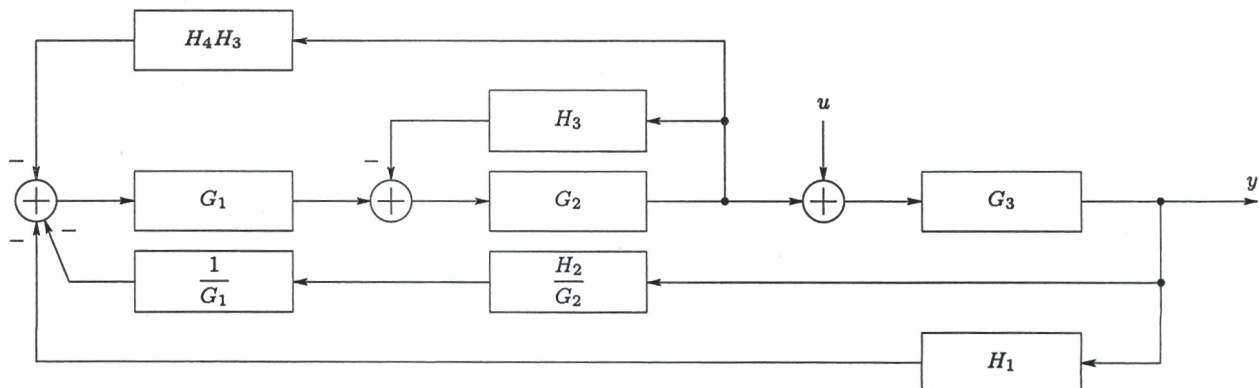 H₄H₃
H₃
u
y
−
−
G₁
G₂
G₃
−
−
1/G₁
H₂/G₂
H₁